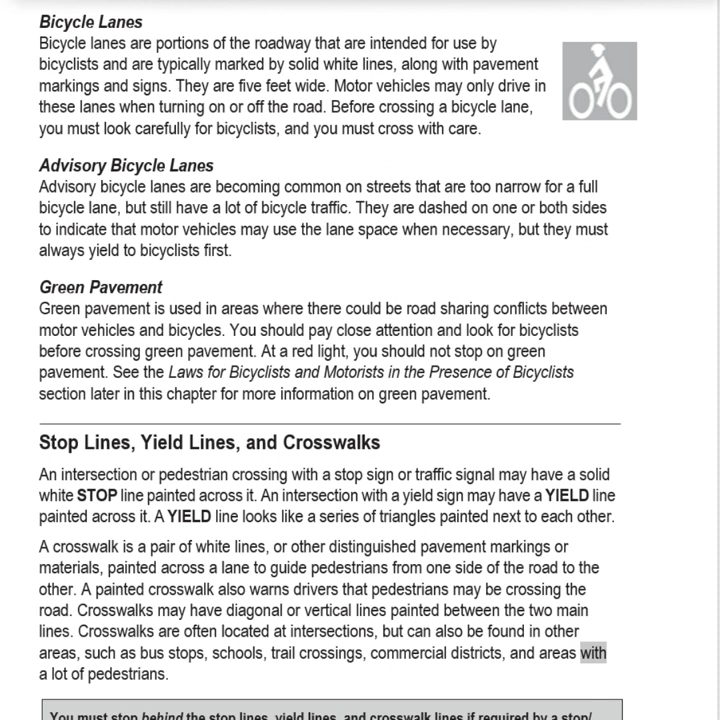 Bicycle Lanes
Bicycle lanes are portions of the roadway that are intended for use by
bicyclists and are typically marked by solid white lines, along with pavement
markings and signs. They are five feet wide. Motor vehicles may only drive in
these lanes when turning on or off the road. Before crossing a bicycle lane,
you must look carefully for bicyclists, and you must cross with care.
Advisory Bicycle Lanes
Advisory bicycle lanes are becoming common on streets that are too narrow for a full
bicycle lane, but still have a lot of bicycle traffic. They are dashed on one or both sides
to indicate that motor vehicles may use the lane space when necessary, but they must
always yield to bicyclists first.
Green Pavement
Green pavement is used in areas where there could be road sharing conflicts between
motor vehicles and bicycles. You should pay close attention and look for bicyclists
before crossing green pavement. At a red light, you should not stop on green
pavement. See the Laws for Bicyclists and Motorists in the Presence of Bicyclists
section later in this chapter for more information on green pavement.
Stop Lines, Yield Lines, and Crosswalks
An intersection or pedestrian crossing with a stop sign or traffic signal may have a solid
white STOP line painted across it. An intersection with a yield sign may have a YIELD line
painted across it. A YIELD line looks like a series of triangles painted next to each other.
A crosswalk is a pair of white lines, or other distinguished pavement markings or
materials, painted across a lane to guide pedestrians from one side of the road to the
other. A painted crosswalk also warns drivers that pedestrians may be crossing the
road. Crosswalks may have diagonal or vertical lines painted between the two main
lines. Crosswalks are often located at intersections, but can also be found in other
areas, such as bus stops, schools, trail crossings, commercial districts, and areas with
a lot of pedestrians.
You must stop behind the stop lines, yield lines, and crosswalk lines if required by a stop/